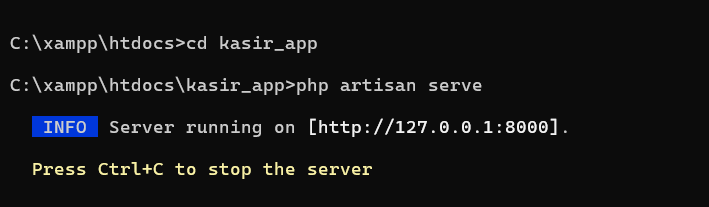 C:\xampp\htdocs>cd kasir_app
C:\xampp\htdocs\kasir_app>php artisan serve
INFO Server running on [http://127.0.0.1:8000].
Press Ctrl+C to stop the server